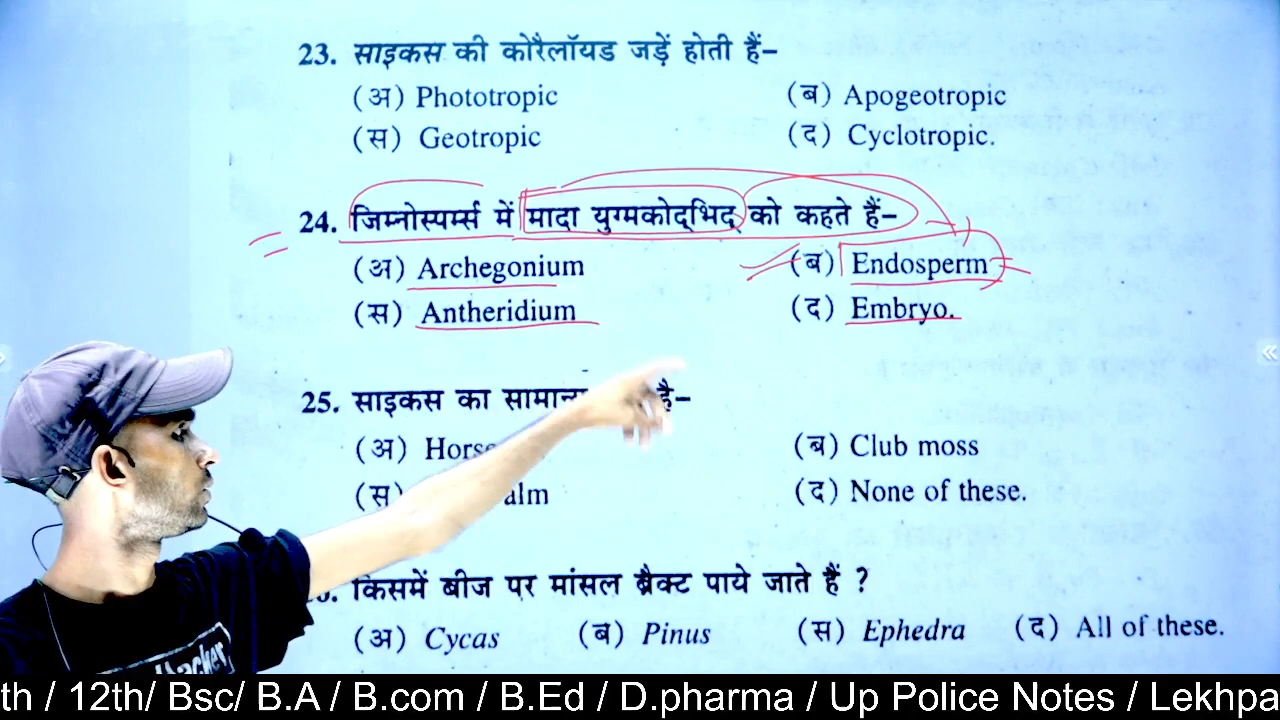 23. साइकस की कोरैलॉयड जड़ें होती हैं–
(अ) Phototropic (ब) Apogeotropic
(स) Geotropic (द) Cyclotropic.
24. जिम्नोस्पर्म्स में मादा युग्मकोद्भिद् को कहते हैं–
(अ) Archegonium (ब) Endosperm
(स) Antheridium (द) Embryo.
25. साइकस का है–
(अ) (ब) Club moss
(स) (द) None of these.
किसमें बीज पर मांसल ब्रैक्ट पाये जाते हैं ?
(अ) Cycas (ब) Pinus (स) Ephedra (द) All of these.
th / 12th/ Bsc/ B.A / B.com / B.Ed / D.pharma / Up Police Notes / Lekhpa